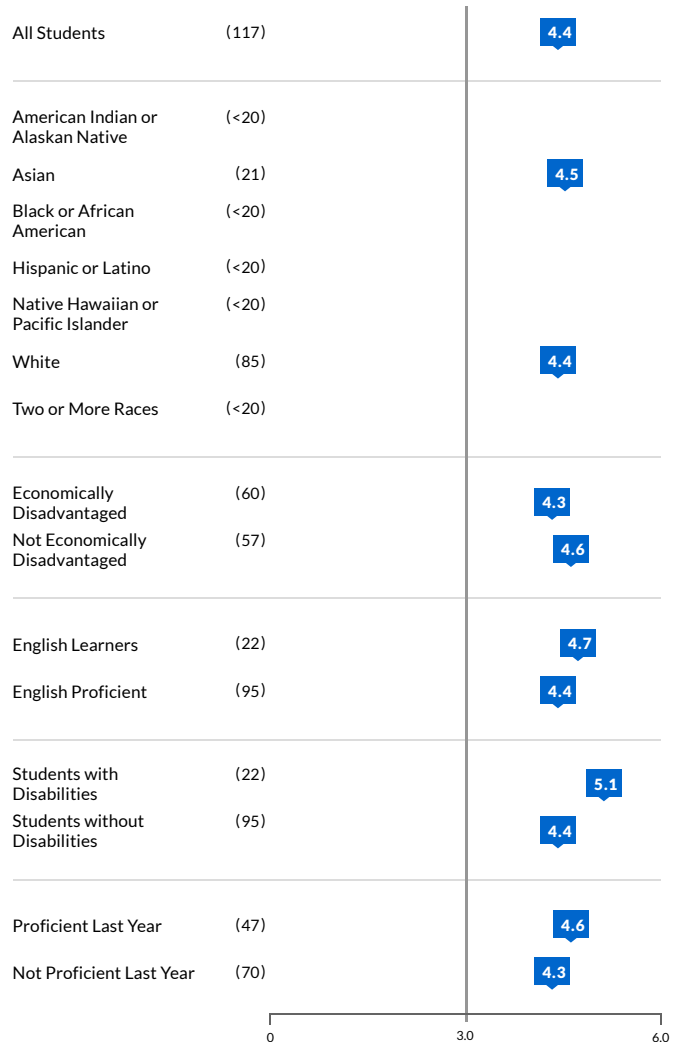 All Students (117) 4.4
American Indian or (<20)
Alaskan Native
Asian (21) 4.5
Black or African (<20)
American
Hispanic or Latino (<20)
Native Hawaiian or (<20)
Pacific Islander
White (85) 4.4
Two or More Races (<20)
Economically (60) 4.3
Disadvantaged
Not Economically (57) 4.6
Disadvantaged
English Learners (22) 4.7
English Proficient (95) 4.4
Students with (22) 5.1
Disabilities
Students without (95) 4.4
Disabilities
Proficient Last Year (47) 4.6
Not Proficient Last Year (70) 4.3
0 3.0 6.0